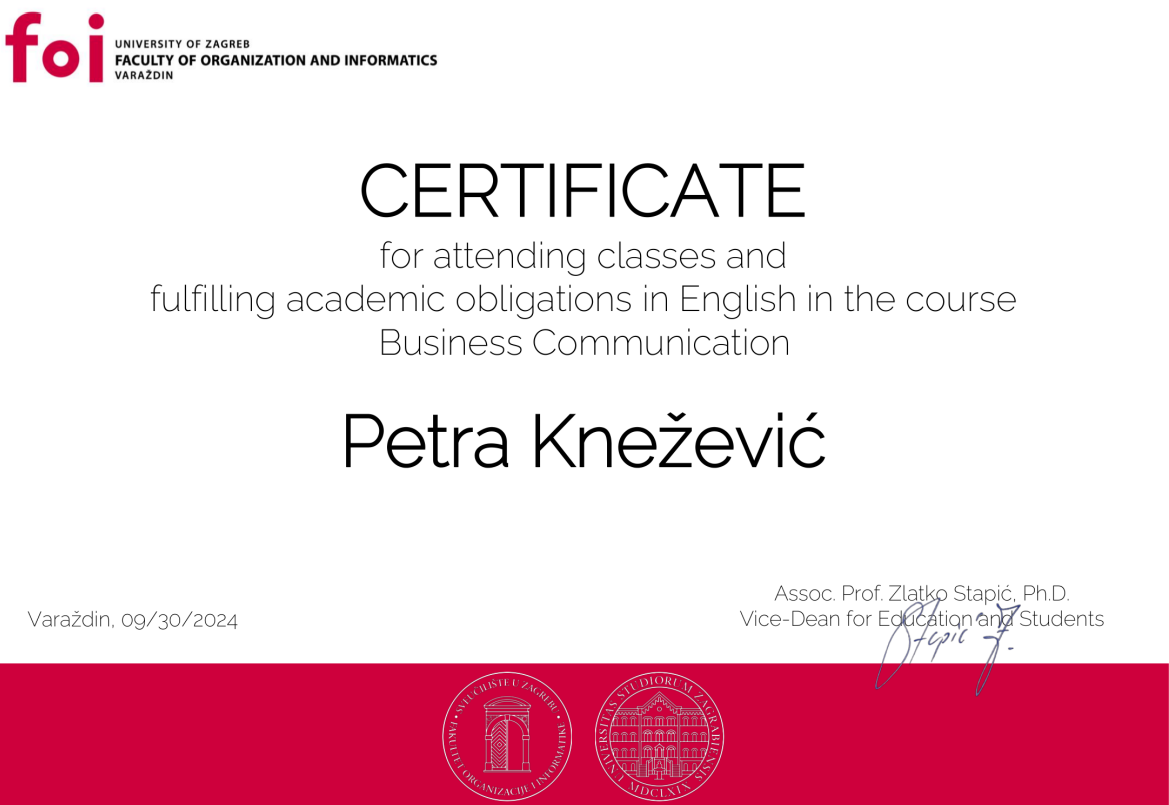 foi
UNIVERSITY OF ZAGREB
FACULTY OF ORGANIZATION AND INFORMATICS
VARAŽDIN
CERTIFICATE
for attending classes and
fulfilling academic obligations in English in the course
Business Communication
Petra Knežević
Assoc. Prof. Zlatko Stapić, Ph.D.
Varaždin, 09/30/2024
Vice-Dean for Education and Students
Stapić Z.
SVEUČILIŠTE U ZAGREBU • FAKULTET ORGANIZACIJE I INFORMATIKE •
UNIVERSITAS STUDIORUM ZAGRABIENSIS MDCLXIX